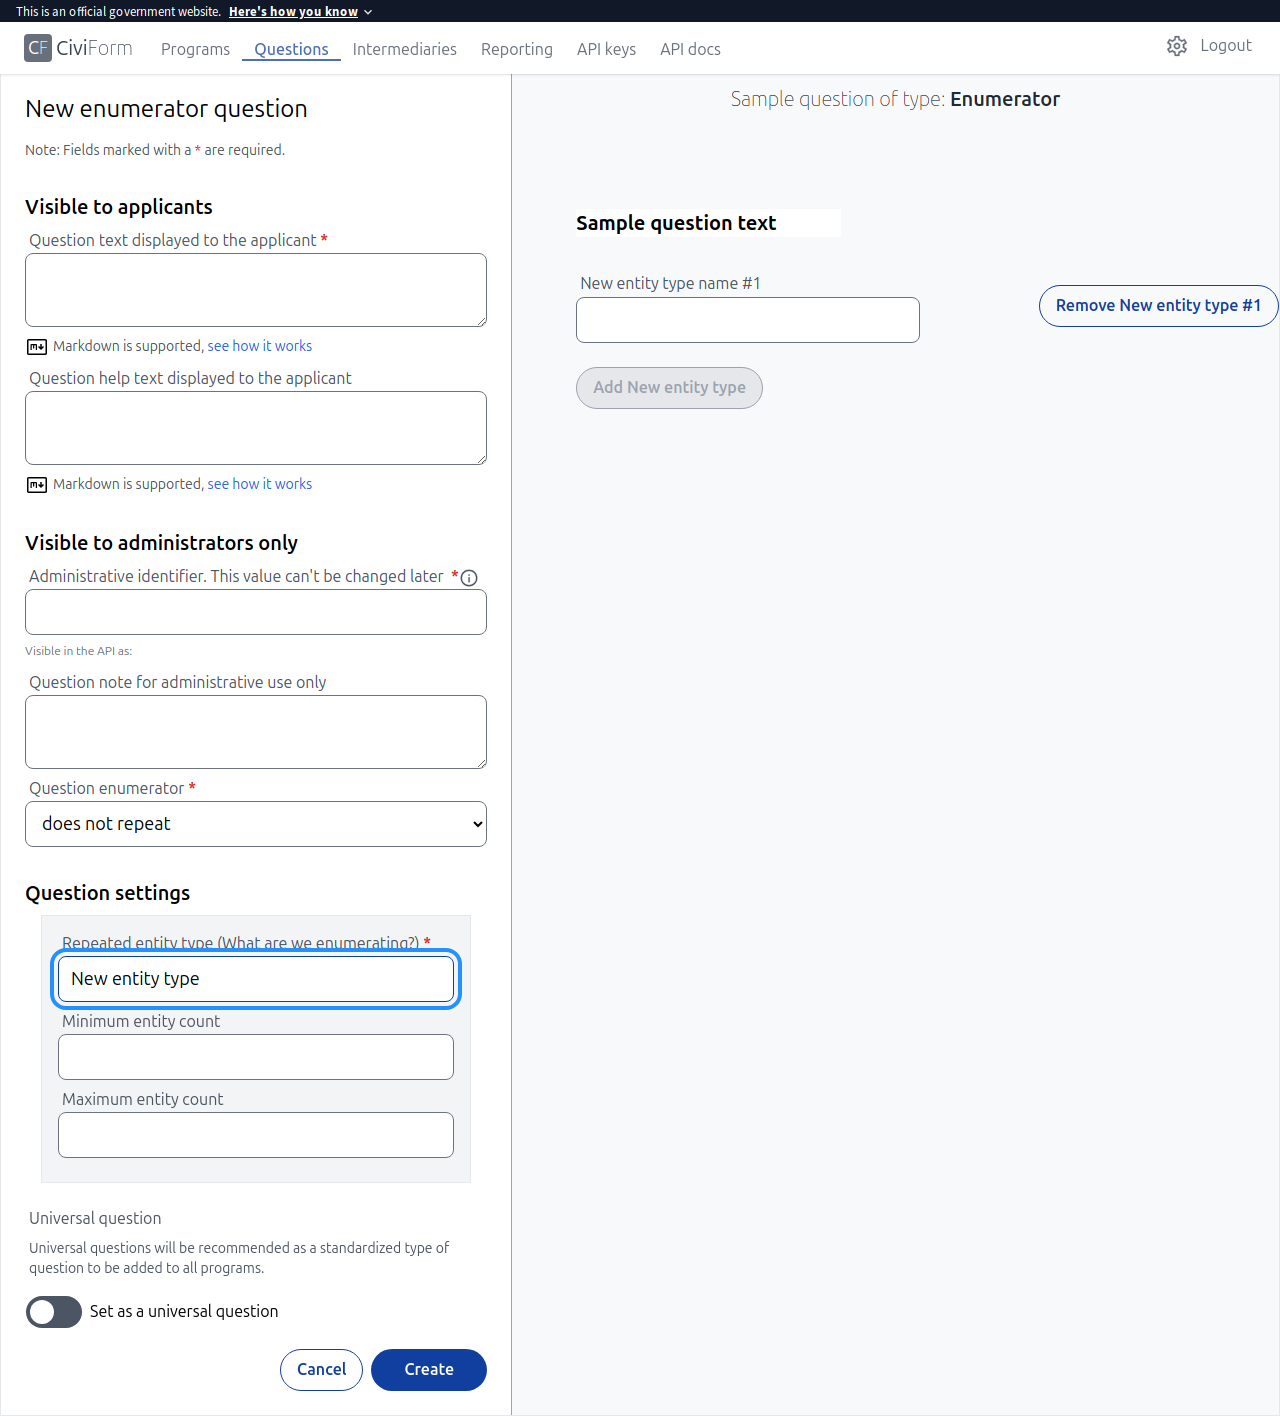 This is an official government website. Here's how you know
CF CiviForm Programs Questions Intermediaries Reporting API keys API docs Logout
New enumerator question
Note: Fields marked with a * are required.
Visible to applicants
Question text displayed to the applicant *
Markdown is supported, see how it works
Question help text displayed to the applicant
Markdown is supported, see how it works
Visible to administrators only
Administrative identifier. This value can't be changed later *
Visible in the API as:
Question note for administrative use only
Question enumerator *
does not repeat
Question settings
Repeated entity type (What are we enumerating?) *
New entity type
Minimum entity count
Maximum entity count
Universal question
Universal questions will be recommended as a standardized type of
question to be added to all programs.
Set as a universal question
Cancel Create
Sample question of type: Enumerator
Sample question text
New entity type name #1
Remove New entity type #1
Add New entity type